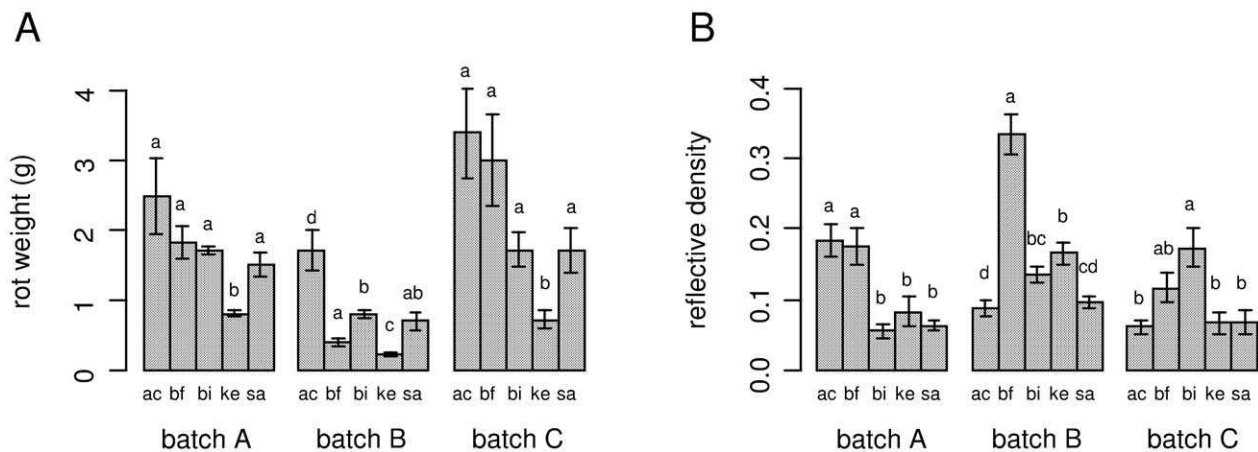 A
rot weight (g)
0 1 2 3 4
a a a b a
d a b c ab
a a a b a
ac bf bi ke sa
ac bf bi ke sa
ac bf bi ke sa
batch A batch B batch C
B
reflective density
0.0 0.1 0.2 0.3 0.4
a a b b b
d a bc b cd
b ab a b b
ac bf bi ke sa
ac bf bi ke sa
ac bf bi ke sa
batch A batch B batch C